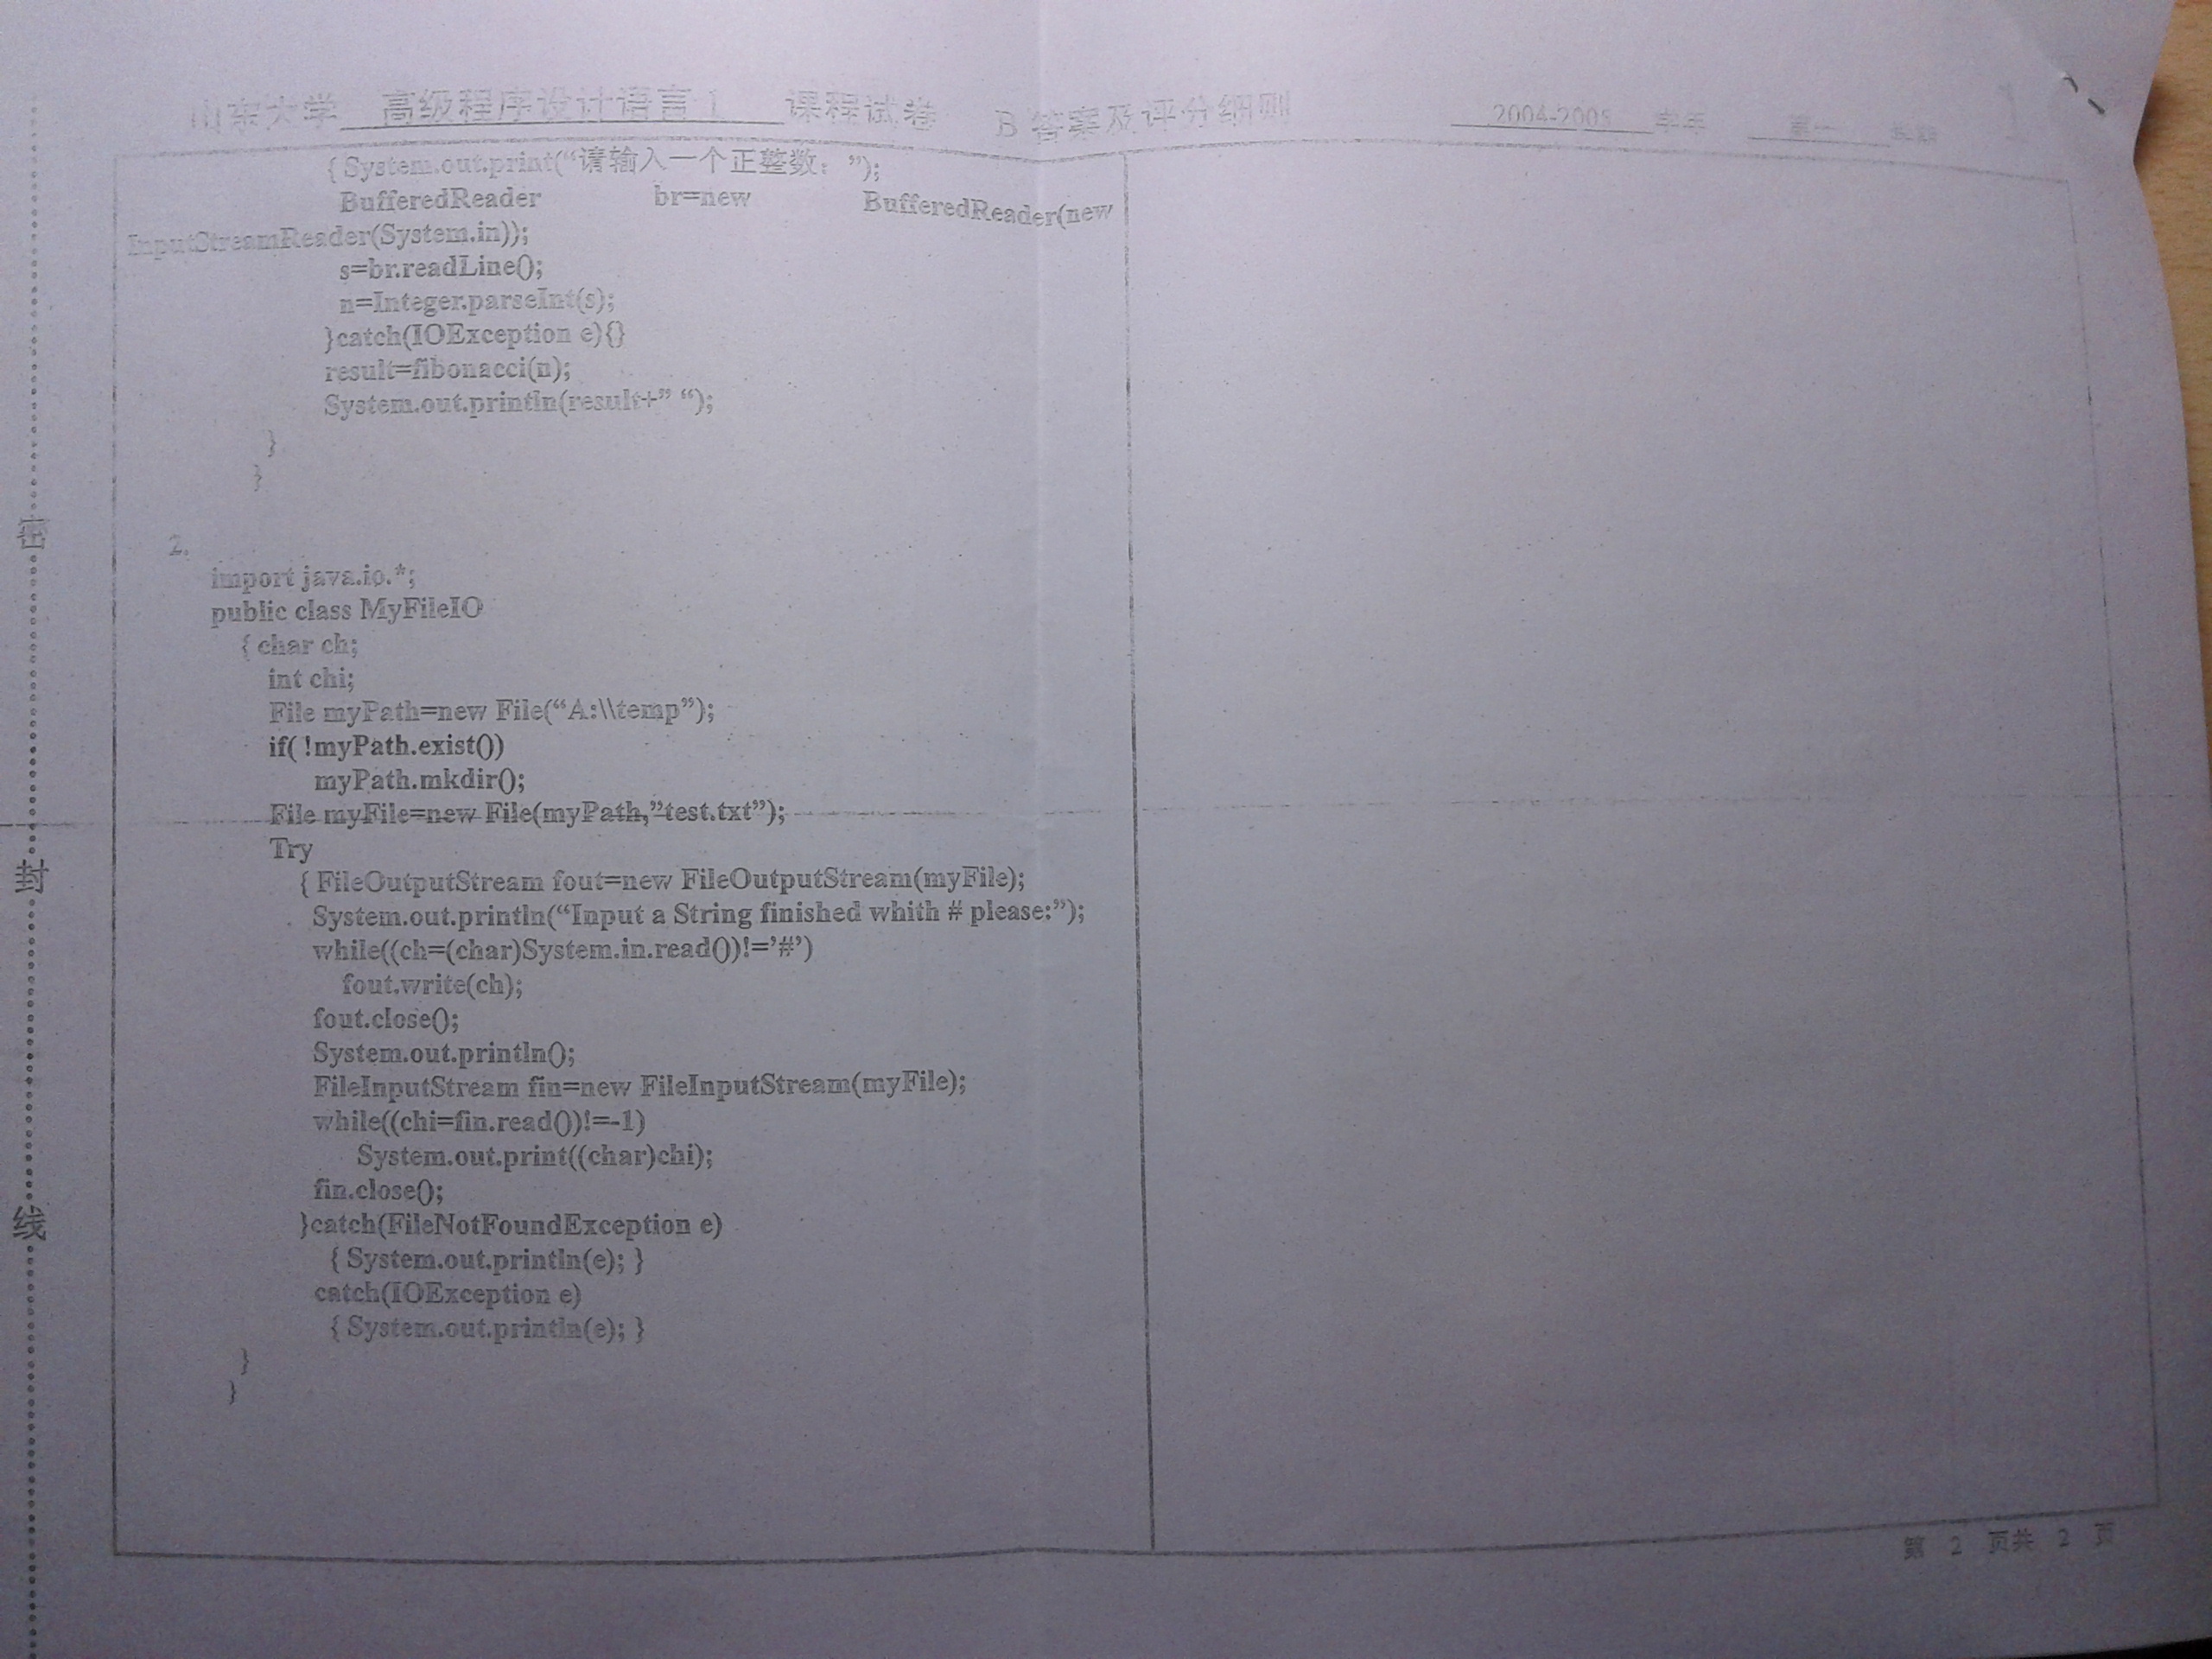 山东大学 高级程序设计语言 1 课程试卷 B 答案及评分细则 2004-2005 学年 第一 学期
{ System.out.print(“请输入一个正整数：”);
BufferedReader br=new BufferedReader(new
InputStreamReader(System.in));
s=br.readLine();
n=Integer.parseInt(s);
}catch(IOException e){}
result=fibonacci(n);
System.out.println(result+” “);
}
}
2.
import java.io.*;
public class MyFileIO
{ char ch;
int chi;
File myPath=new File(“A:\\temp”);
if( !myPath.exist())
myPath.mkdir();
File myFile=new File(myPath,”test.txt”);
Try
{ FileOutputStream fout=new FileOutputStream(myFile);
System.out.println(“Input a String finished whith # please:”);
while((ch=(char)System.in.read())!=’#’)
fout.write(ch);
fout.close();
System.out.println();
FileInputStream fin=new FileInputStream(myFile);
while((chi=fin.read())!=-1)
System.out.print((char)chi);
fin.close();
}catch(FileNotFoundException e)
{ System.out.println(e); }
catch(IOException e)
{ System.out.println(e); }
}
}
第 2 页共 2 页
密
封
线